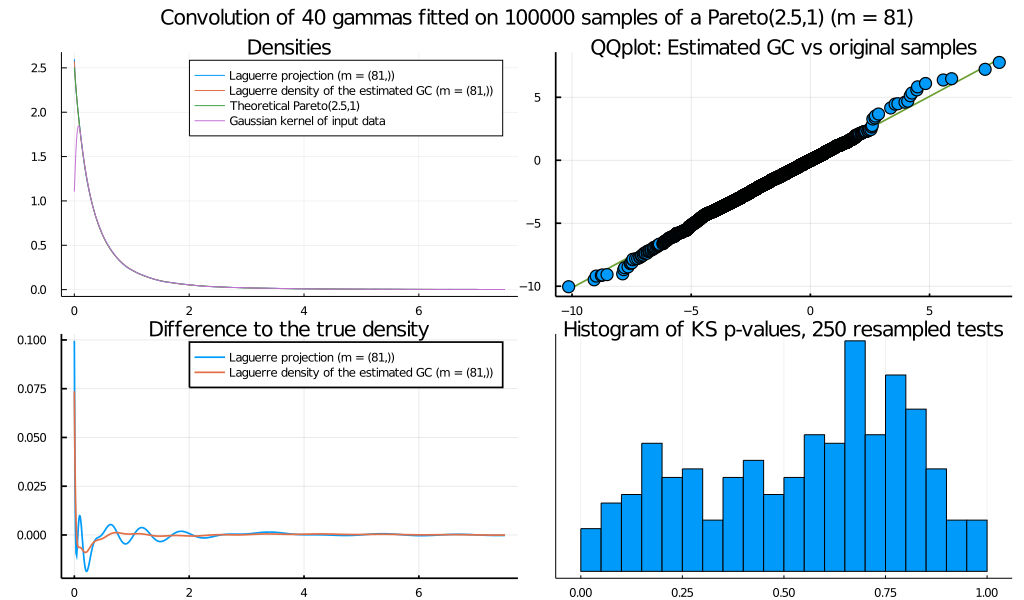 Convolution of 40 gammas fitted on 100000 samples of a Pareto(2.5,1) (m = 81)
Densities
Laguerre projection (m = (81,))
Laguerre density of the estimated GC (m = (81,))
Theoretical Pareto(2.5,1)
Gaussian kernel of input data
2.5
2.0
1.5
1.0
0.5
0.0
0 2 4 6
QQplot: Estimated GC vs original samples
5
0
−5
−10
−10 −5 0 5
Difference to the true density
Laguerre projection (m = (81,))
Laguerre density of the estimated GC (m = (81,))
0.100
0.075
0.050
0.025
0.000
0 2 4 6
Histogram of KS p-values, 250 resampled tests
0.00 0.25 0.50 0.75 1.00